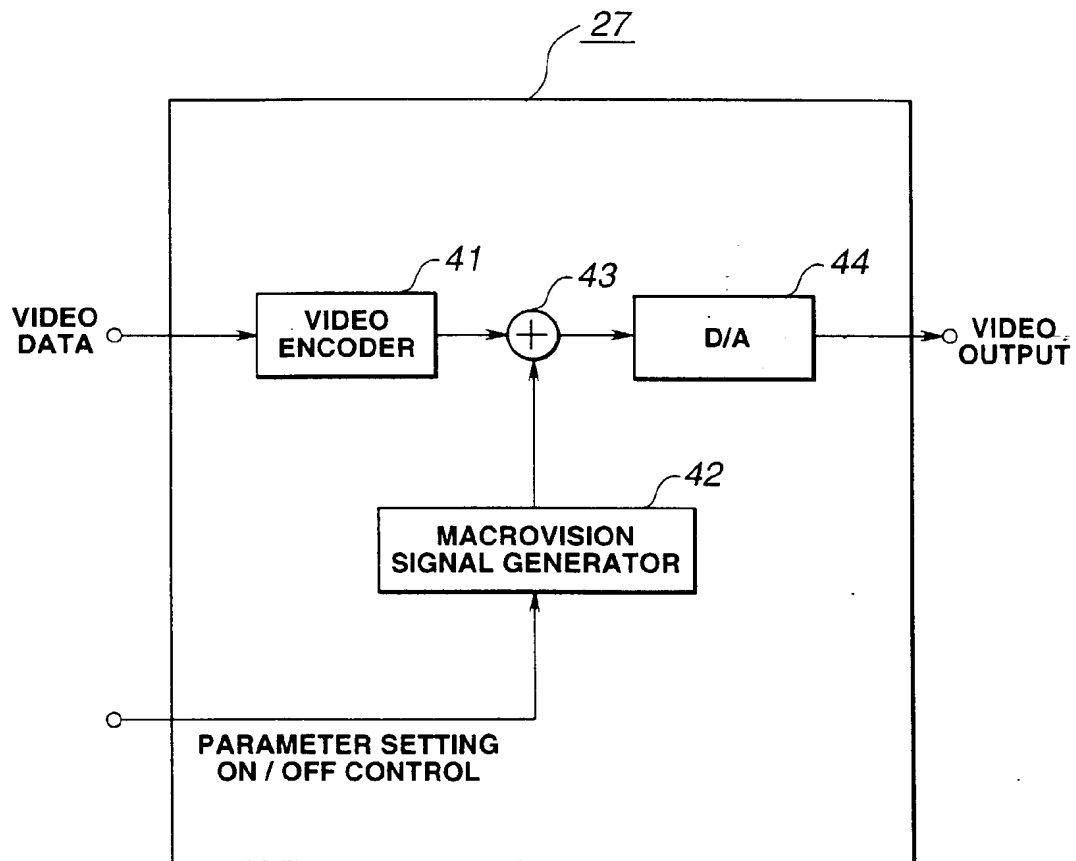 27
41
43
44
VIDEO
DATA
VIDEO
ENCODER
+
D/A
VIDEO
OUTPUT
42
MACROVISION
SIGNAL GENERATOR
PARAMETER SETTING
ON / OFF CONTROL